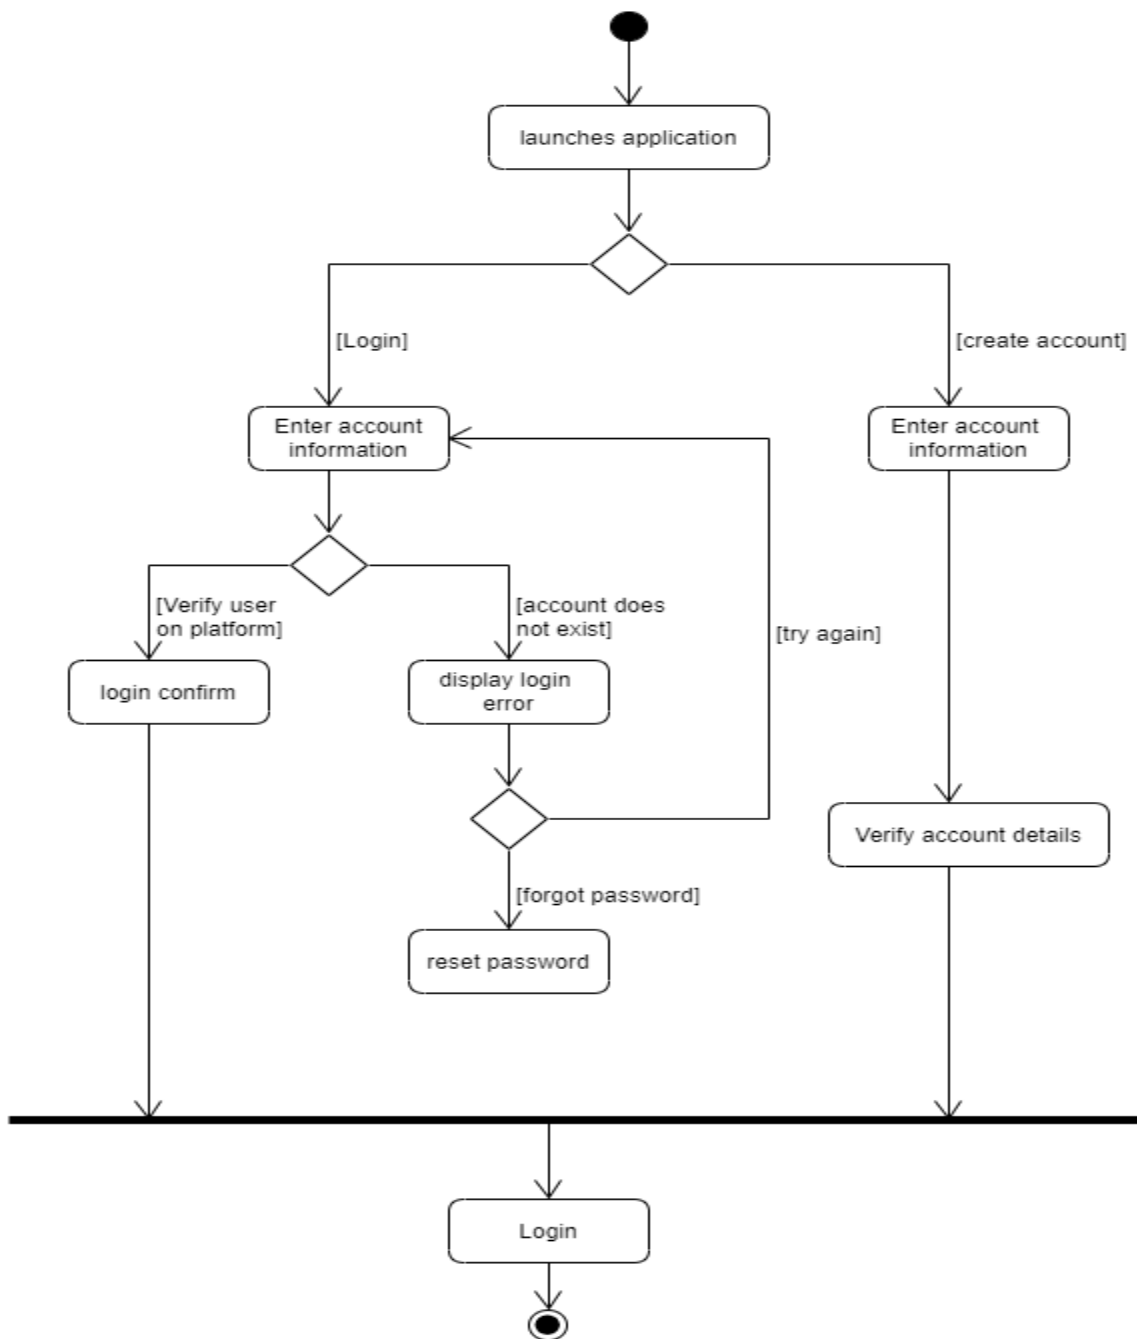 launches application
[Login]
[create account]
Enter account
information
Enter account
information
[Verify user
on platform]
[account does
not exist]
[try again]
login confirm
display login
error
Verify account details
[forgot password]
reset password
Login